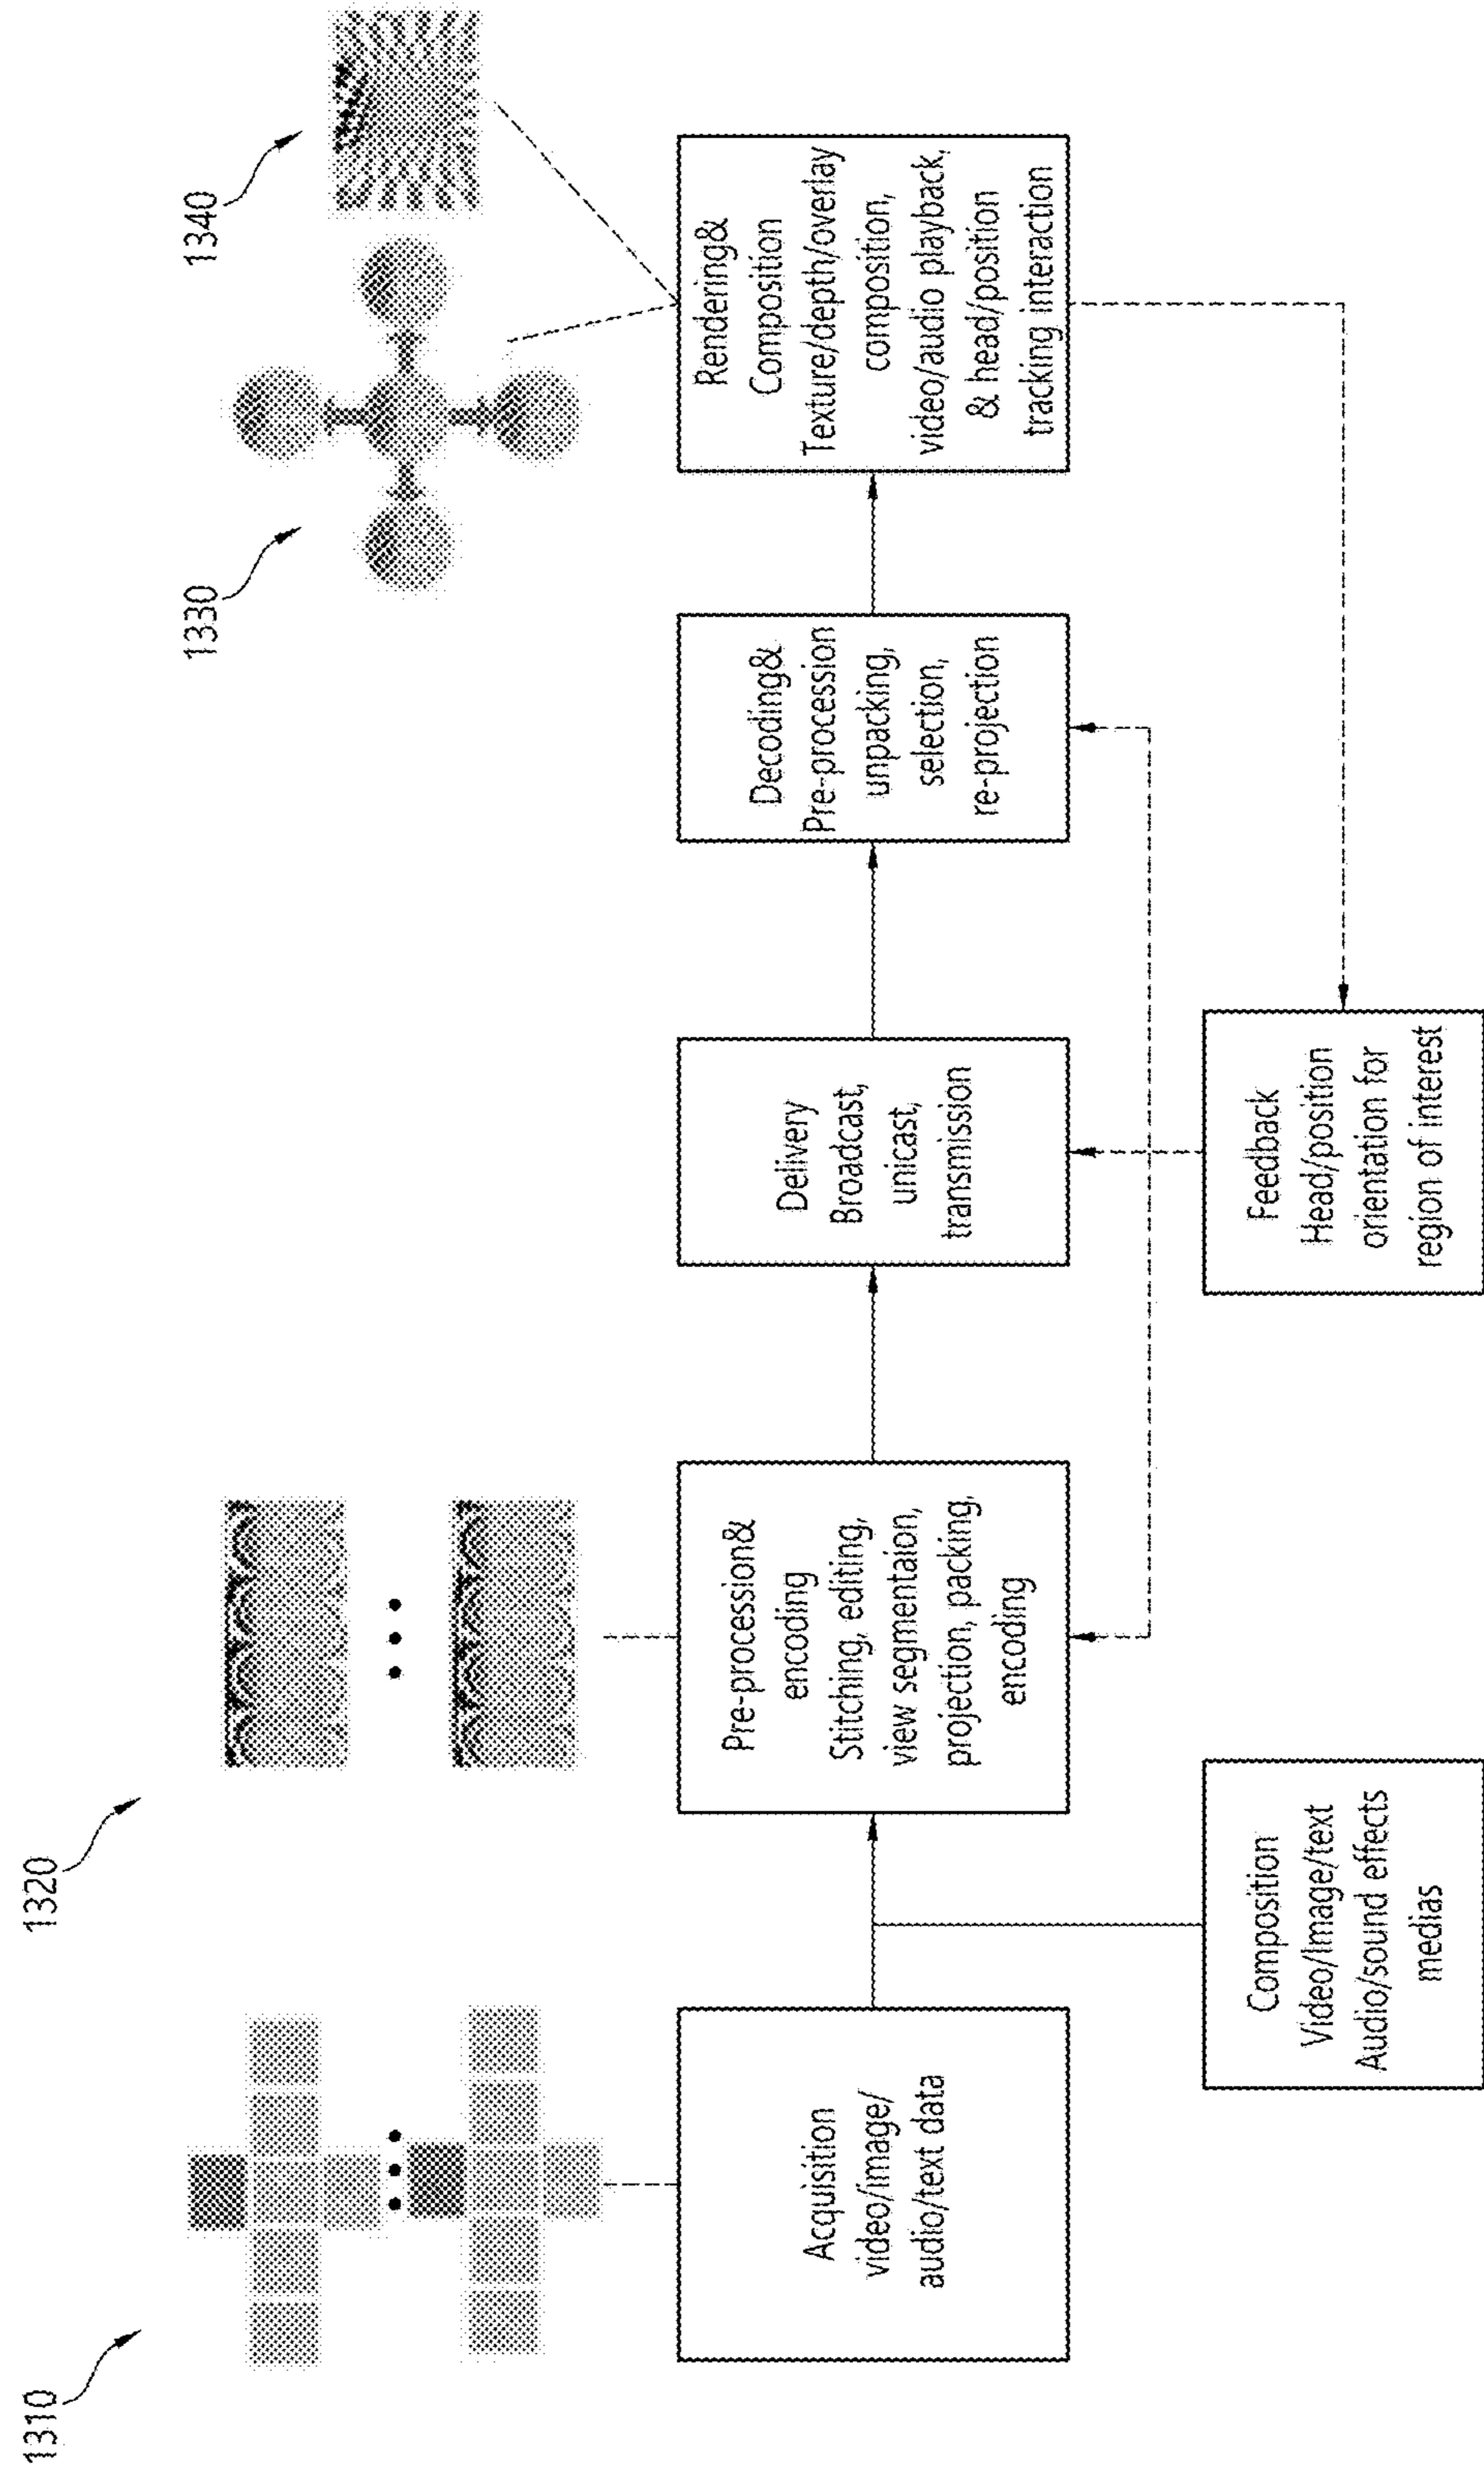 1310
1320
1330
1340
Acquisition
video/image/
audio/text data
Pre-procession&
encoding
Stitching, editing,
view segmentaion,
projection, packing,
encoding
Delivery
Broadcast,
unicast,
transmission
Decoding&
Pre-procession
unpacking,
selection,
re-projection
Rendering&
Composition
Texture/depth/overlay
composition,
video/audio playback,
& head/position
tracking interaction
Composition
Video/Image/text
Audio/sound effects
medias
Feedback
Head/position
orientation for
region of interest